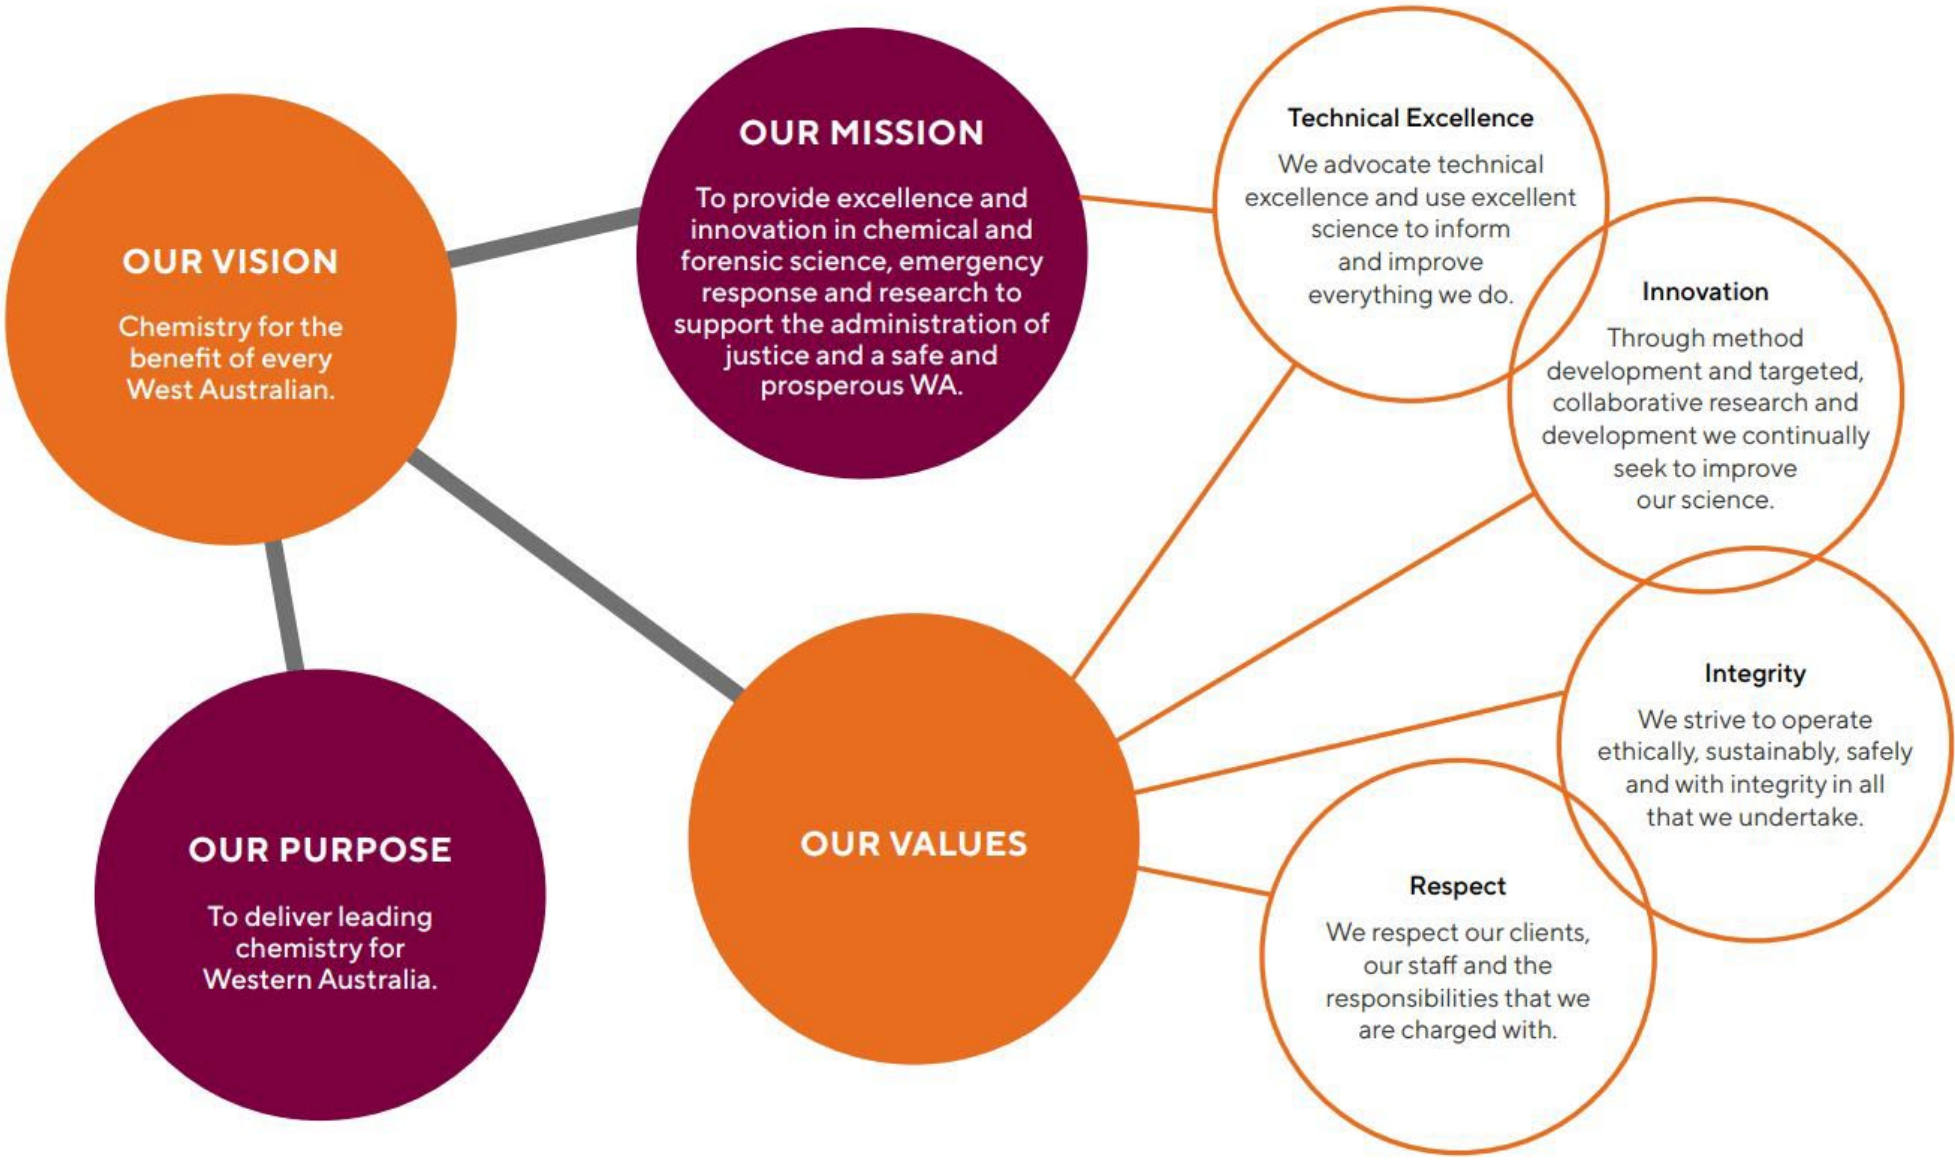 OUR VISION
Chemistry for the
benefit of every
West Australian.
OUR MISSION
To provide excellence and
innovation in chemical and
forensic science, emergency
response and research to
support the administration of
justice and a safe and
prosperous WA.
Technical Excellence
We advocate technical
excellence and use excellent
science to inform
and improve
everything we do.
Innovation
Through method
development and targeted,
collaborative research and
development we continually
seek to improve
our science.
OUR PURPOSE
To deliver leading
chemistry for
Western Australia.
OUR VALUES
Integrity
We strive to operate
ethically, sustainably, safely
and with integrity in all
that we undertake.
Respect
We respect our clients,
our staff and the
responsibilities that we
are charged with.